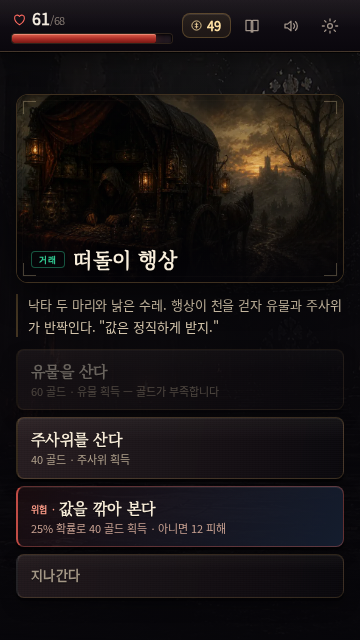 61/68
49
거래 떠돌이 행상
낙타 두 마리와 낡은 수레. 행상이 천을 걷자 유물과 주사위
가 반짝인다. "값은 정직하게 받지."
유물을 산다
60 골드 · 유물 획득 — 골드가 부족합니다
주사위를 산다
40 골드 · 주사위 획득
위험 · 값을 깎아 본다
25% 확률로 40 골드 획득 · 아니면 12 피해
지나간다